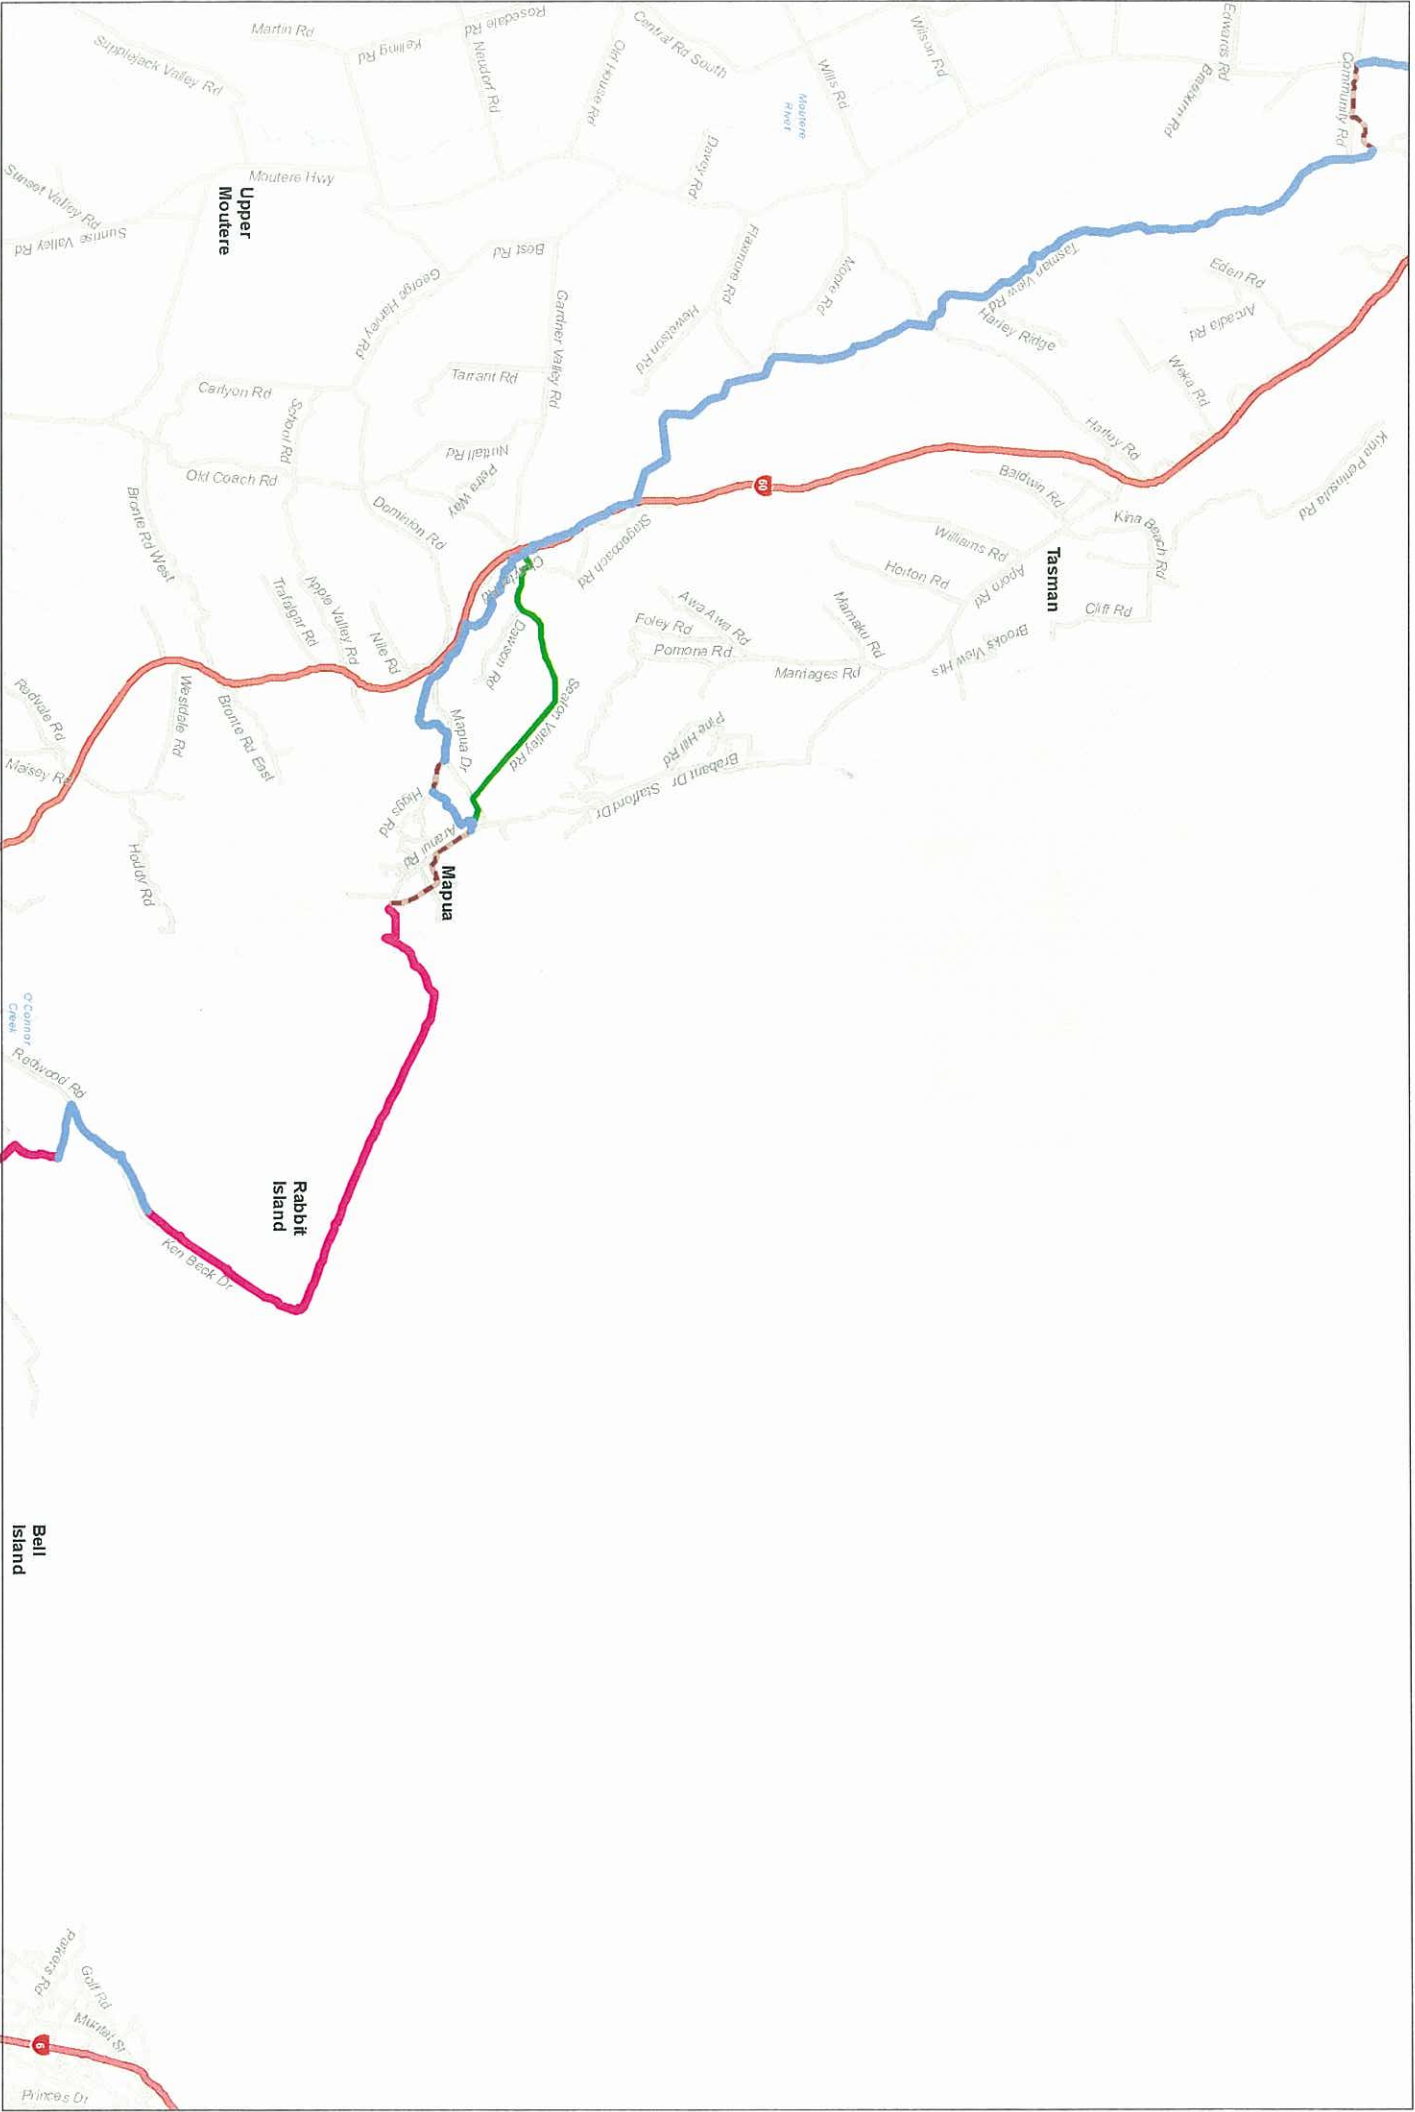 Edwards Rd
Braeburn Rd
Community Rd
Wilson Rd
Wills Rd
Moutere
River
Central Rd South
Old House Rd
Rosedale Rd
Neudorf Rd
Kelling Rd
Martin Rd
Supplejack Valley Rd
Sunset Valley Rd
Sunrise Valley Rd
Moutere Hwy
Upper
Moutere
Davey Rd
Best Rd
Flaxmore Rd
Moore Rd
George Harvey Rd
Gardner Valley Rd
Hewetson Rd
Tasman View Rd
Harley Ridge
Eden Rd
Arcadia Rd
Weka Rd
Harley Rd
Kina Peninsula Rd
Carlyon Rd
School Rd
Tarrant Rd
Nuttall Rd
Petra Way
Old Coach Rd
Dominion Rd
60
Baldwin Rd
Kina Beach Rd
Williams Rd
Horton Rd
Aporo Rd
Tasman
Cliff Rd
Brooks View Hts
Stagecoach Rd
Bronte Rd West
Trafalgar Rd
Apple Valley Rd
Nile Rd
Dawson Rd
Awa Awa Rd
Foley Rd
Pomona Rd
Mamaku Rd
Marriages Rd
Seaton Valley Rd
Pine Hill Rd
Brabant Dr
Stafford Dr
Mapua Dr
Higgs Rd
Aranui Rd
Mapua
Westdale Rd
Bronte Rd East
Redvale Rd
Maisey Rd
Hoddy Rd
O'Connor
Creek
Redwood Rd
Rabbit
Island
Ken Beck Dr
Bell
Island
Parkers Rd
Golf Rd
Muritai St
6
Princes Dr